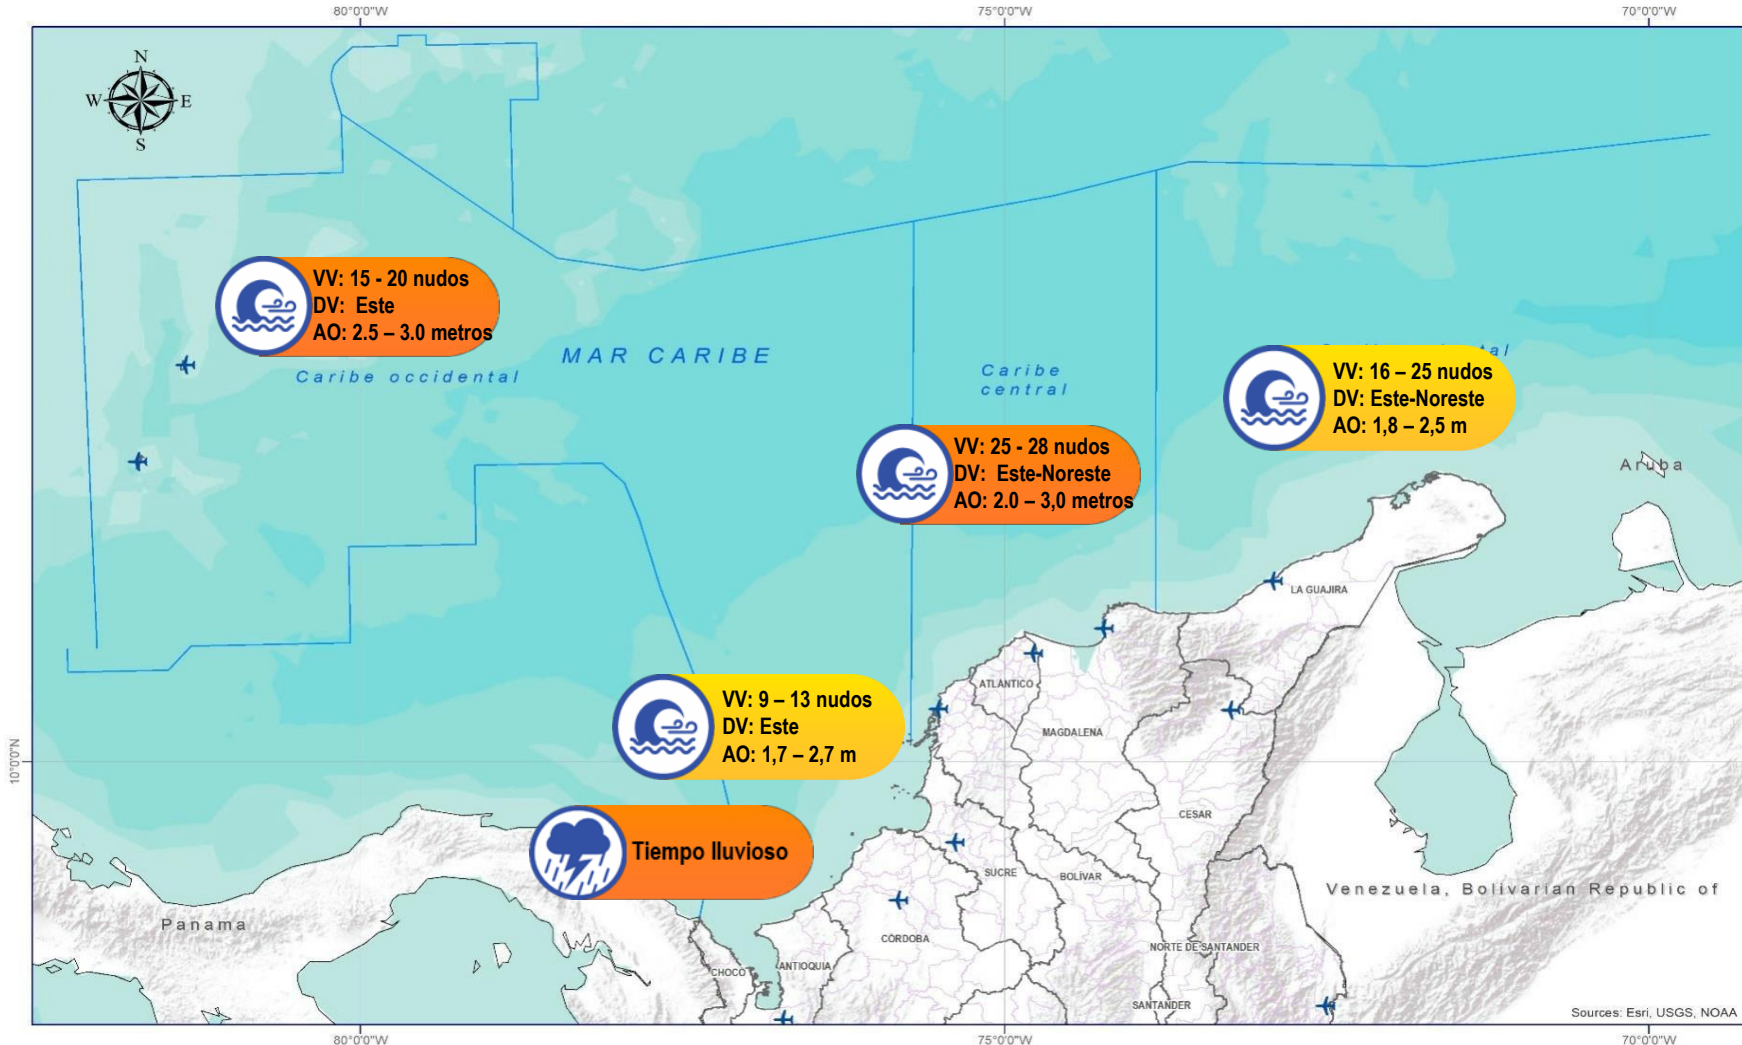 80°0'0"W
75°0'0"W
70°0'0"W
N
W
E
S
VV: 15 - 20 nudos
DV: Este
AO: 2.5 – 3.0 metros
MAR CARIBE
Caribe occidental
Caribe
central
tal
VV: 16 – 25 nudos
DV: Este-Noreste
AO: 1,8 – 2,5 m
VV: 25 - 28 nudos
DV: Este-Noreste
AO: 2.0 – 3,0 metros
Aruba
LA GUAJIRA
ATLÁNTICO
VV: 9 – 13 nudos
DV: Este
AO: 1,7 – 2,7 m
MAGDALENA
10°0'0"N
CESAR
Tiempo lluvioso
SUCRE
BOLÍVAR
Venezuela, Bolivarian Republic of
Panama
CÓRDOBA
NORTE DE SANTANDER
CHOCÓ
ANTIOQUIA
SANTANDER
Sources: Esri, USGS, NOAA
80°0'0"W
75°0'0"W
70°0'0"W